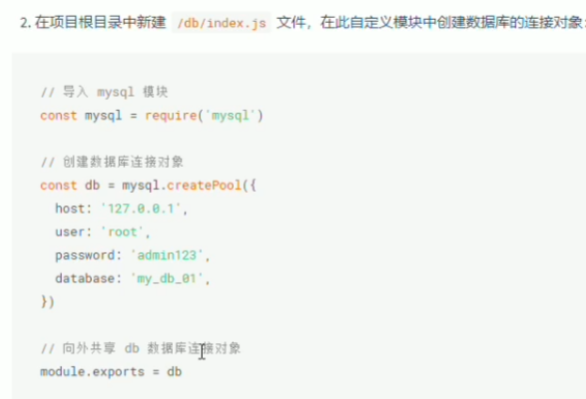 2. 在项目根目录中新建 /db/index.js 文件，在此自定义模块中创建数据库的连接对象：
// 导入 mysql 模块
const mysql = require('mysql')
// 创建数据库连接对象
const db = mysql.createPool({
host: '127.0.0.1',
user: 'root',
password: 'admin123',
database: 'my_db_01',
})
// 向外共享 db 数据库连接对象
module.exports = db